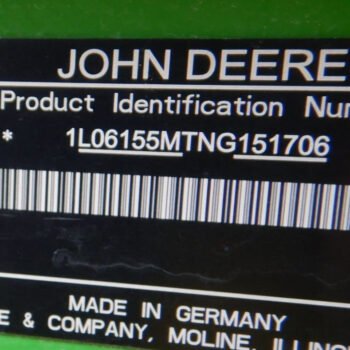 JOHN DEERE
Product Identification Num
* 1L06155MTNG151706
MADE IN GERMANY
E & COMPANY, MOLINE, ILLINO